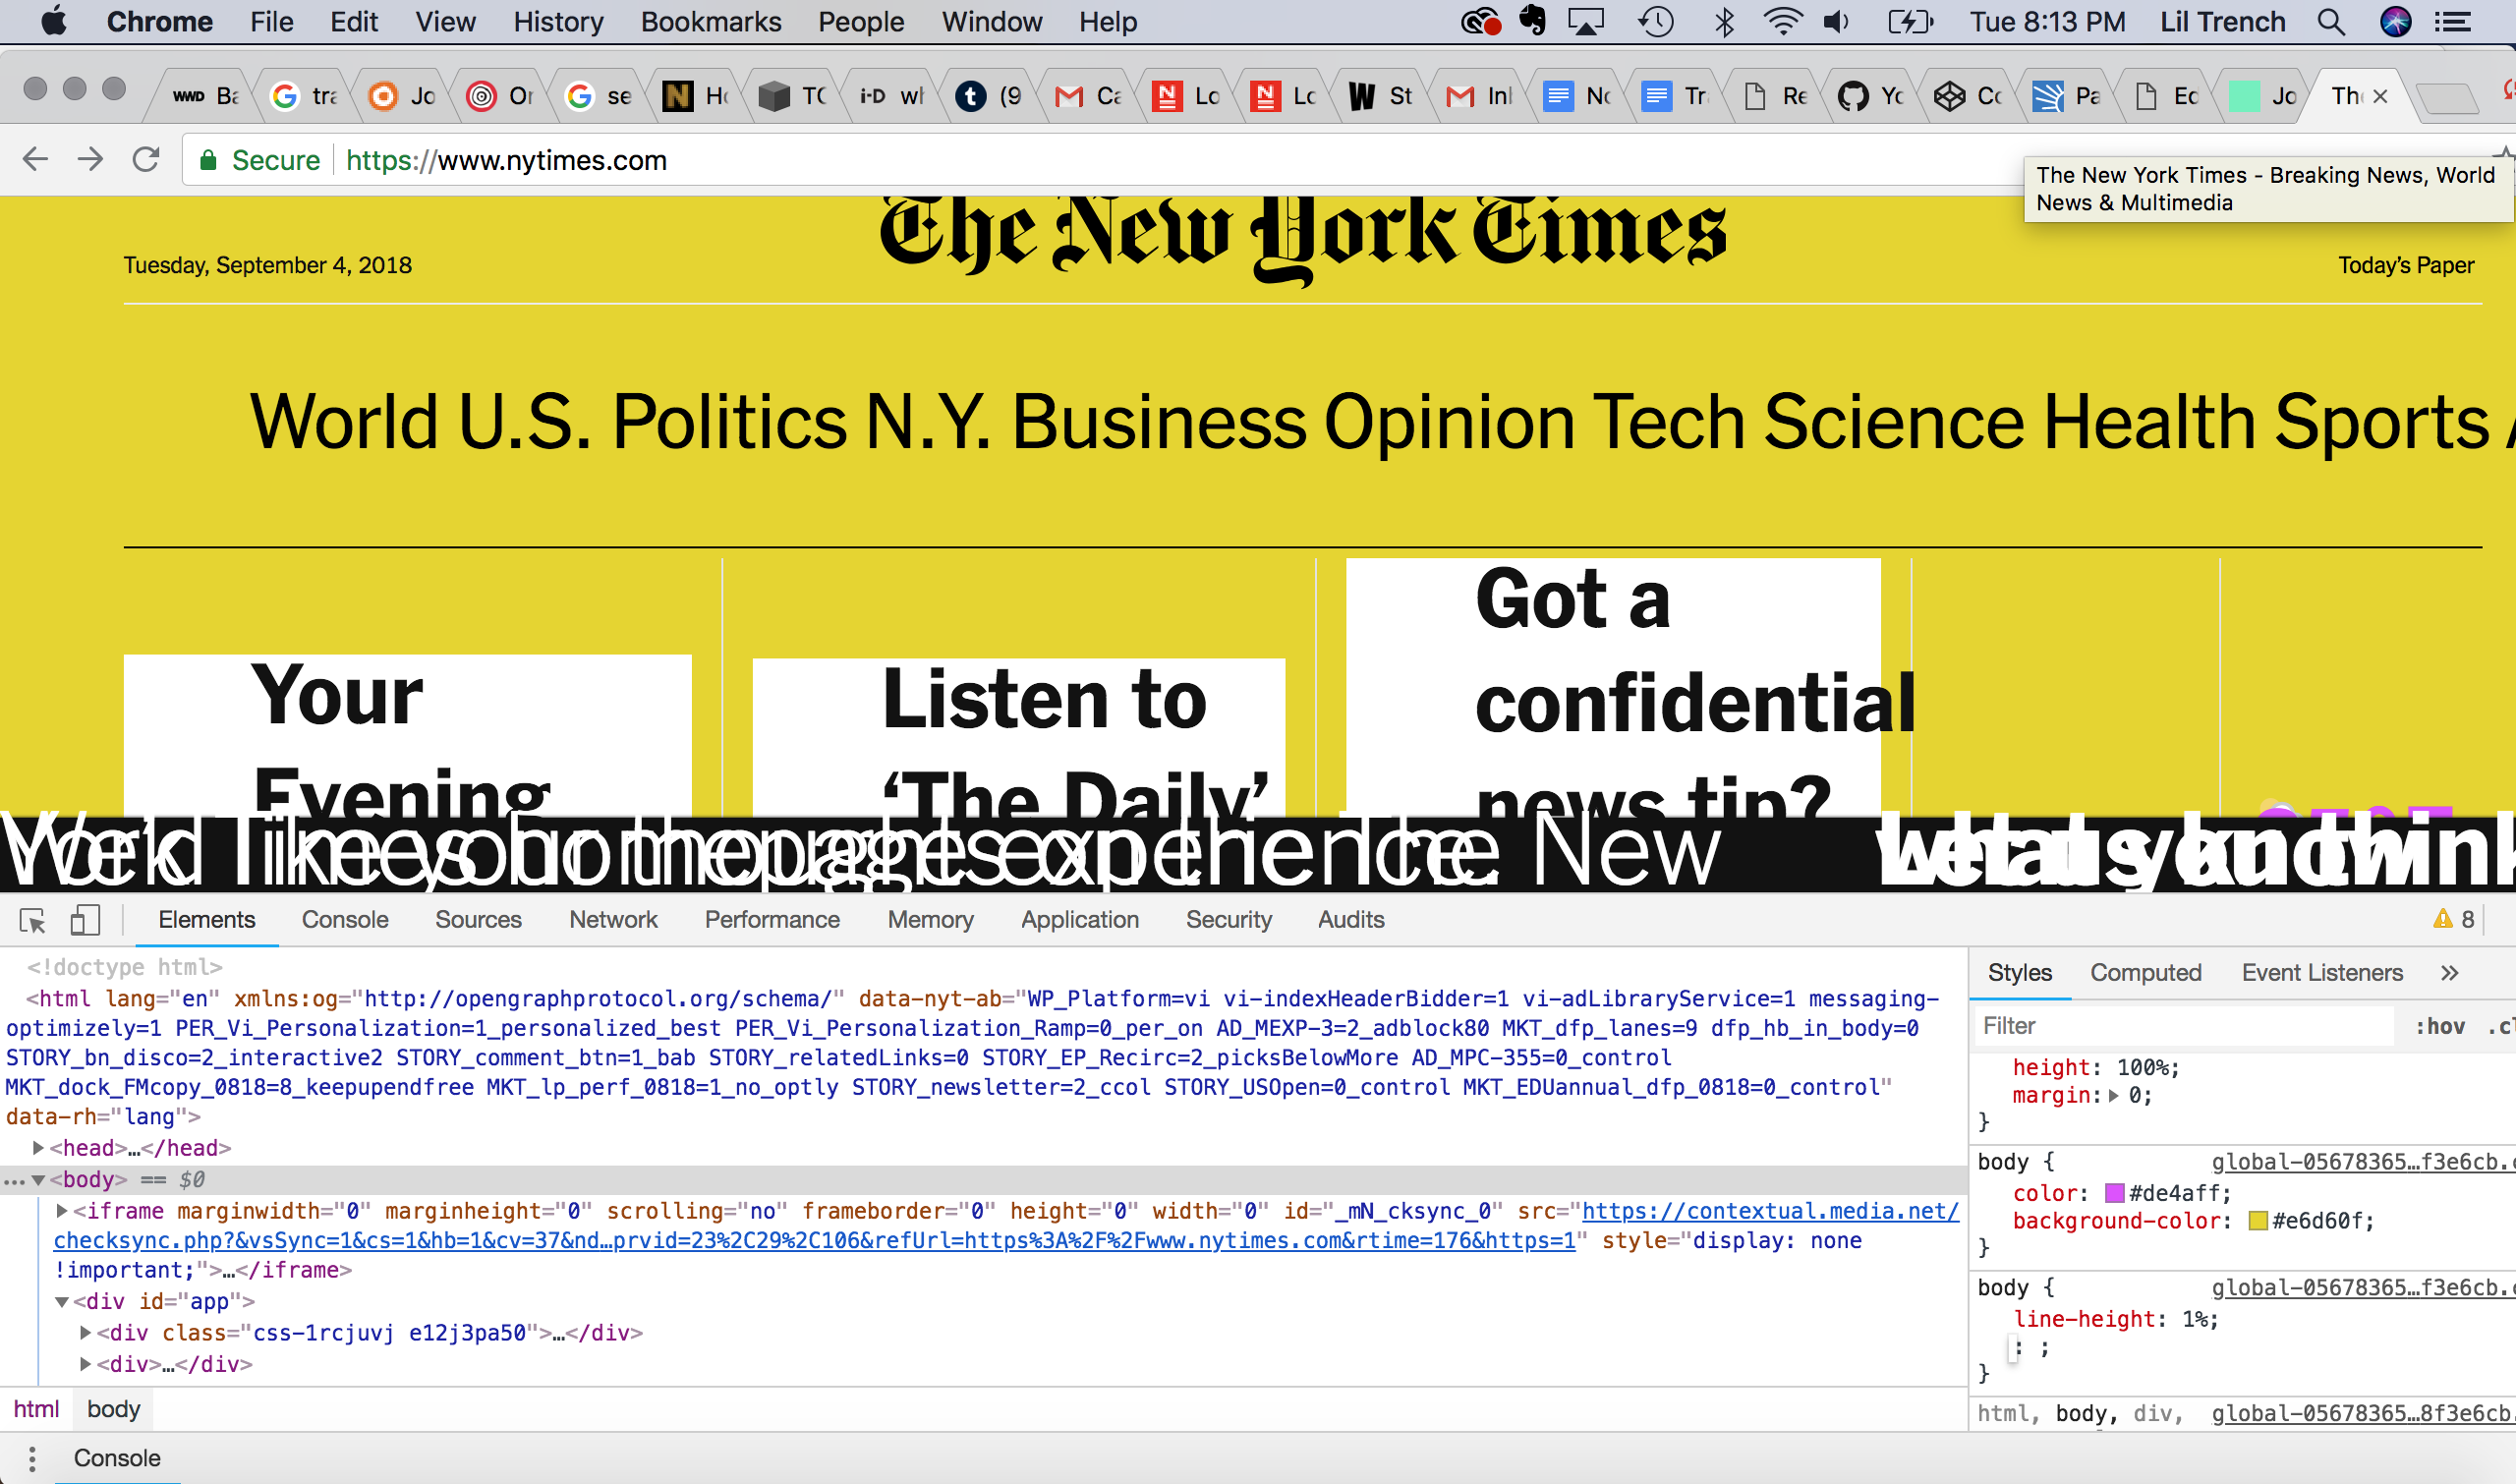 Chrome File Edit View History Bookmarks People Window Help Tue 8:13 PM Lil Trench
WWD Ba tra Jo Or se Ho TC i-D wh (9 Ca Lo Lo St Inl No Tr Re Yo Co Pa Ed Jo The
Secure https://www.nytimes.com
The New York Times - Breaking News, World
News & Multimedia
The New York Times
Tuesday, September 4, 2018
Today’s Paper
World U.S. Politics N.Y. Business Opinion Tech Science Health Sports
Got a
confidential
news tip?
Your
Evening
Listen to
‘The Daily’
Elements Console Sources Network Performance Memory Application Security Audits 8
<!doctype html>
<html lang="en" xmlns:og="http://opengraphprotocol.org/schema/" data-nyt-ab="WP_Platform=vi vi-indexHeaderBidder=1 vi-adLibraryService=1 messaging-
optimizely=1 PER_Vi_Personalization=1_personalized_best PER_Vi_Personalization_Ramp=0_per_on AD_MEXP-3=2_adblock80 MKT_dfp_lanes=9 dfp_hb_in_body=0
STORY_bn_disco=2_interactive2 STORY_comment_btn=1_bab STORY_relatedLinks=0 STORY_EP_Recirc=2_picksBelowMore AD_MPC-355=0_control
MKT_dock_FMcopy_0818=8_keepupendfree MKT_lp_perf_0818=1_no_optly STORY_newsletter=2_ccol STORY_USOpen=0_control MKT_EDUannual_dfp_0818=0_control"
data-rh="lang">
<head>…</head>
<body> == $0
<iframe marginwidth="0" marginheight="0" scrolling="no" frameborder="0" height="0" width="0" id="_mN_cksync_0" src="https://contextual.media.net/
checksync.php?&vsSync=1&cs=1&hb=1&cv=37&nd…prvid=23%2C29%2C106&refUrl=https%3A%2F%2Fwww.nytimes.com&rtime=176&https=1" style="display: none
!important;">…</iframe>
<div id="app">
<div class="css-1rcjuvj e12j3pa50">…</div>
<div>…</div>
html body
Console
Styles Computed Event Listeners »
Filter :hov .cl
height: 100%;
margin: 0;
}
body { global-05678365…f3e6cb.c
color: #de4aff;
background-color: #e6d60f;
}
body { global-05678365…f3e6cb.c
line-height: 1%;
: ;
}
html, body, div, global-05678365…8f3e6cb.